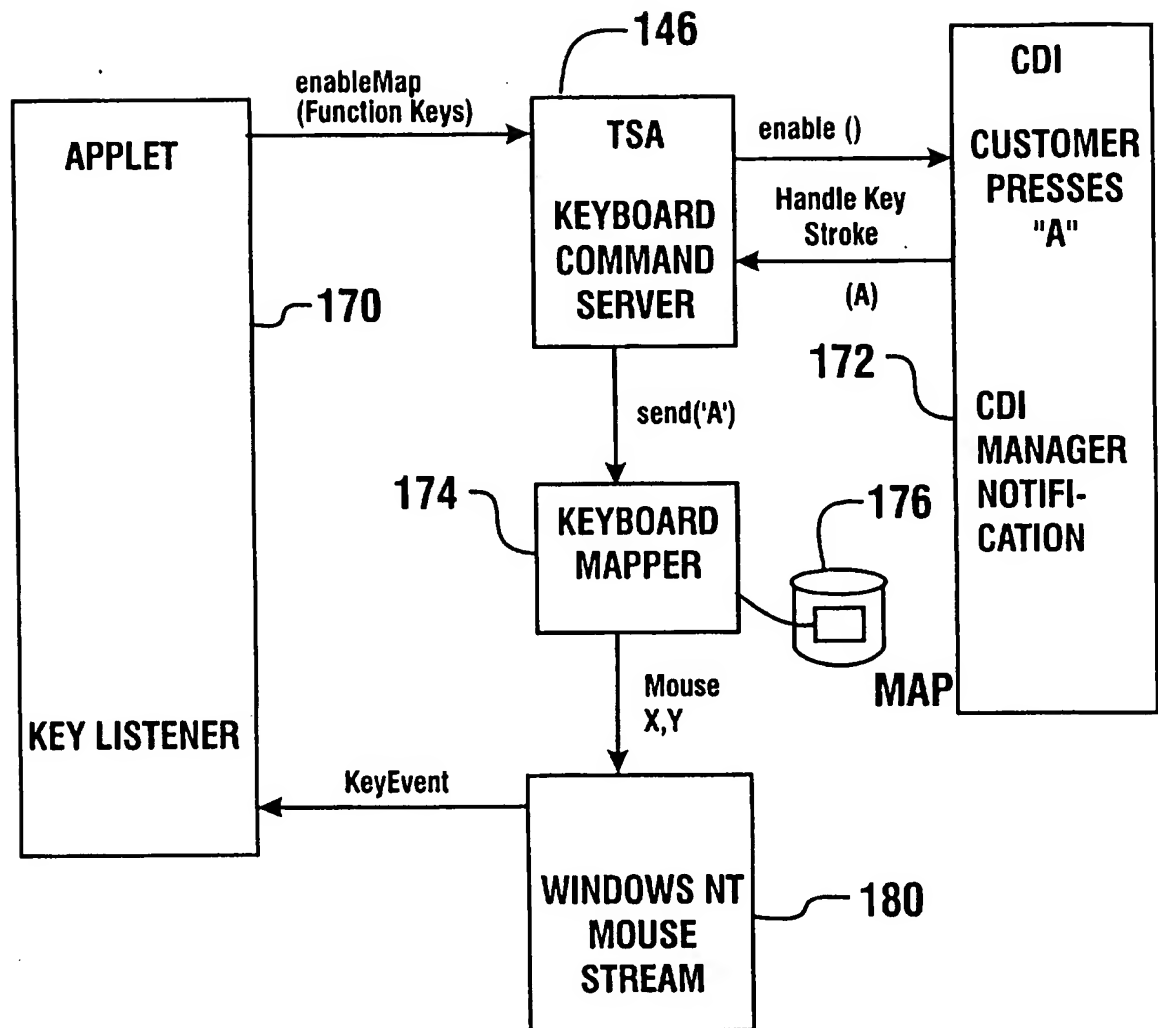 146
enableMap
(Function Keys)
APPLET
170
KEY LISTENER
TSA
KEYBOARD
COMMAND
SERVER
enable ()
Handle Key
Stroke
(A)
CDI
CUSTOMER
PRESSES
"A"
172
CDI
MANAGER
NOTIFI-
CATION
send('A')
174
KEYBOARD
MAPPER
176
MAP
Mouse
X,Y
KeyEvent
WINDOWS NT
MOUSE
STREAM
180